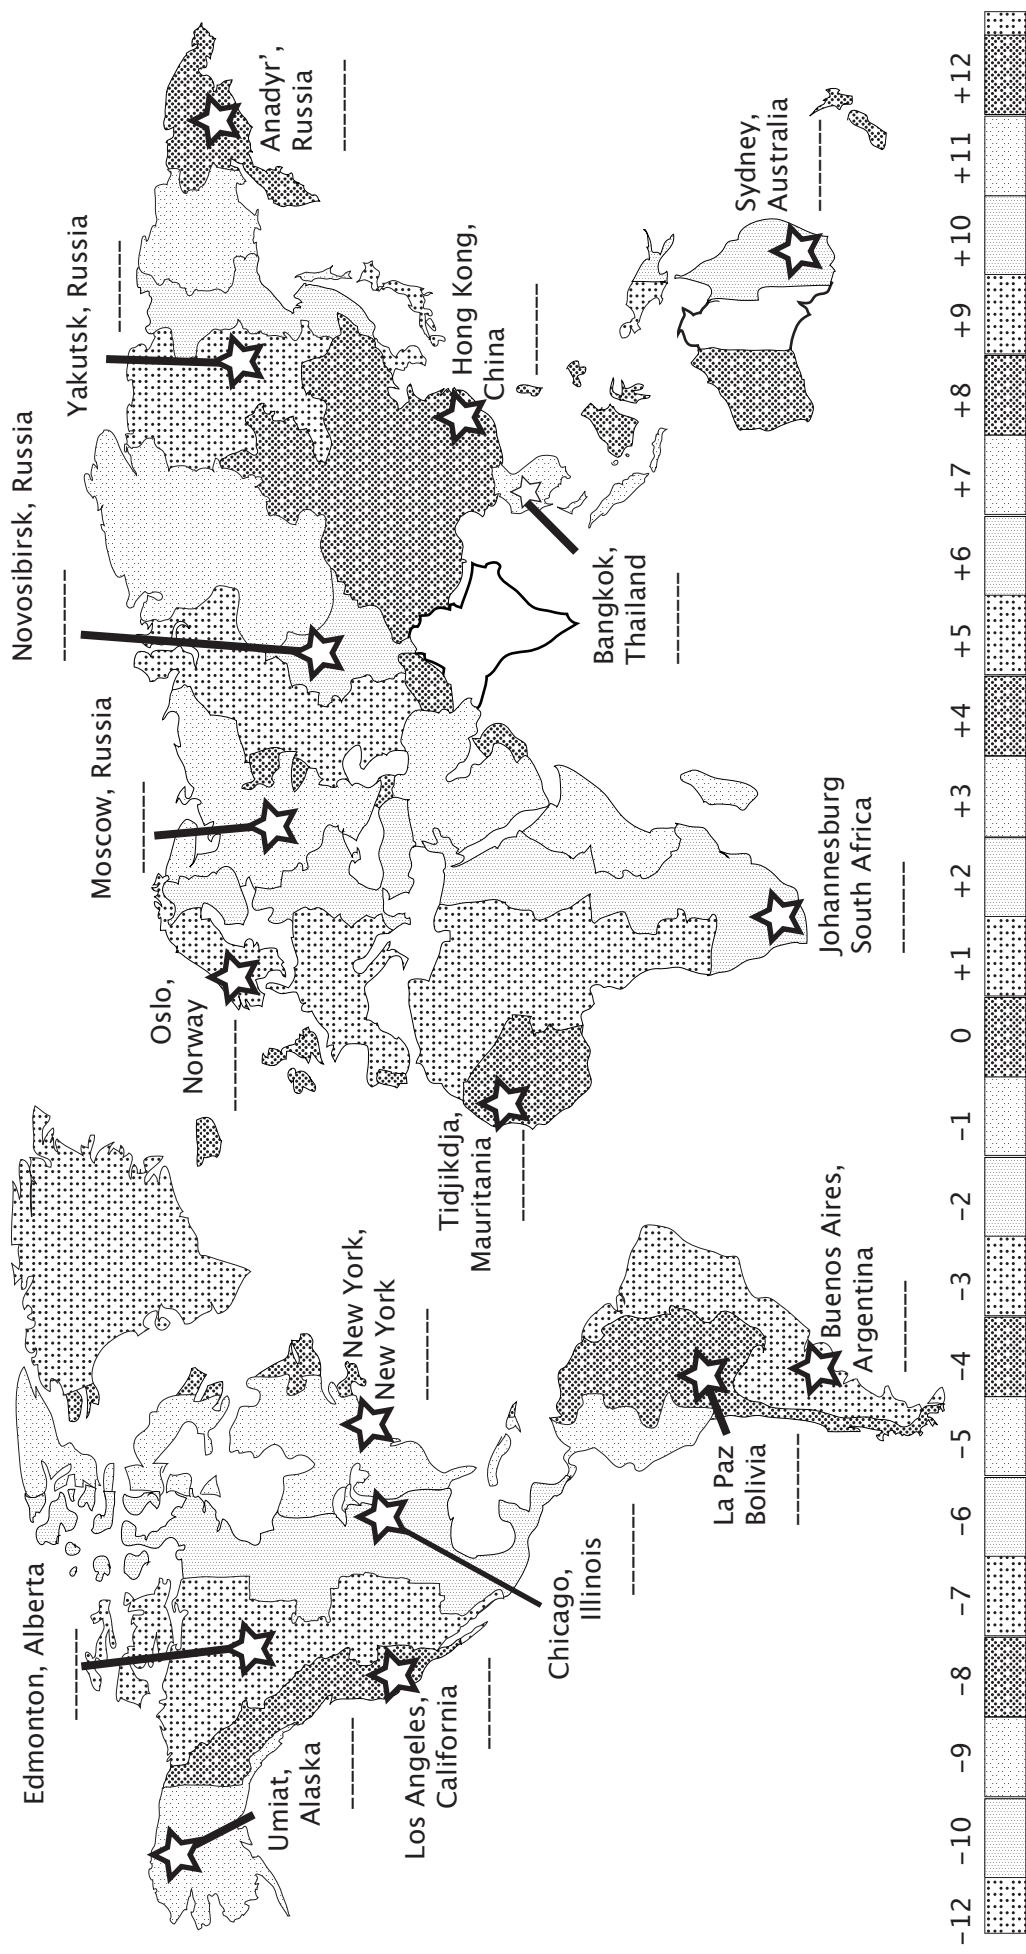 Edmonton, Alberta
Umiat,
Alaska
Los Angeles,
California
Chicago,
Illinois
New York,
New York
La Paz
Bolivia
Buenos Aires,
Argentina
Tidjikdja,
Mauritania
Oslo,
Norway
Moscow, Russia
Johannesburg
South Africa
Novosibirsk, Russia
Bangkok,
Thailand
Yakutsk, Russia
Hong Kong,
China
Anadyr’,
Russia
Sydney,
Australia
−12 −10 −9 −8 −7 −6 −5 −4 −3 −2 −1 0 +1 +2 +3 +4 +5 +6 +7 +8 +9 +10 +11 +12